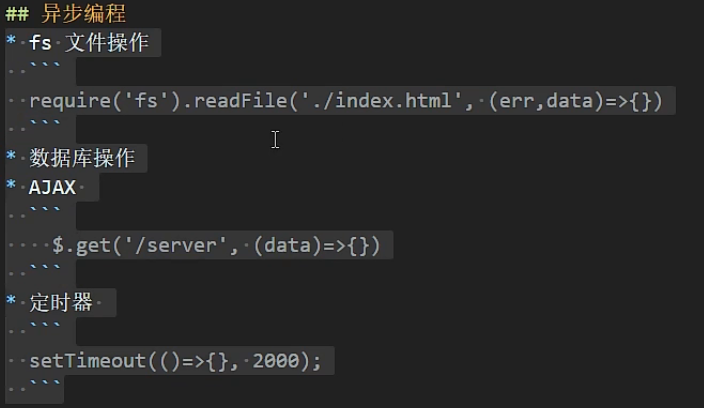 ## 异步编程
* fs 文件操作
  ```
  require('fs').readFile('./index.html', (err,data)=>{})
  ```
* 数据库操作
* AJAX
  ```
    $.get('/server', (data)=>{})
  ```
* 定时器
  ```
  setTimeout(()=>{}, 2000);
  ```